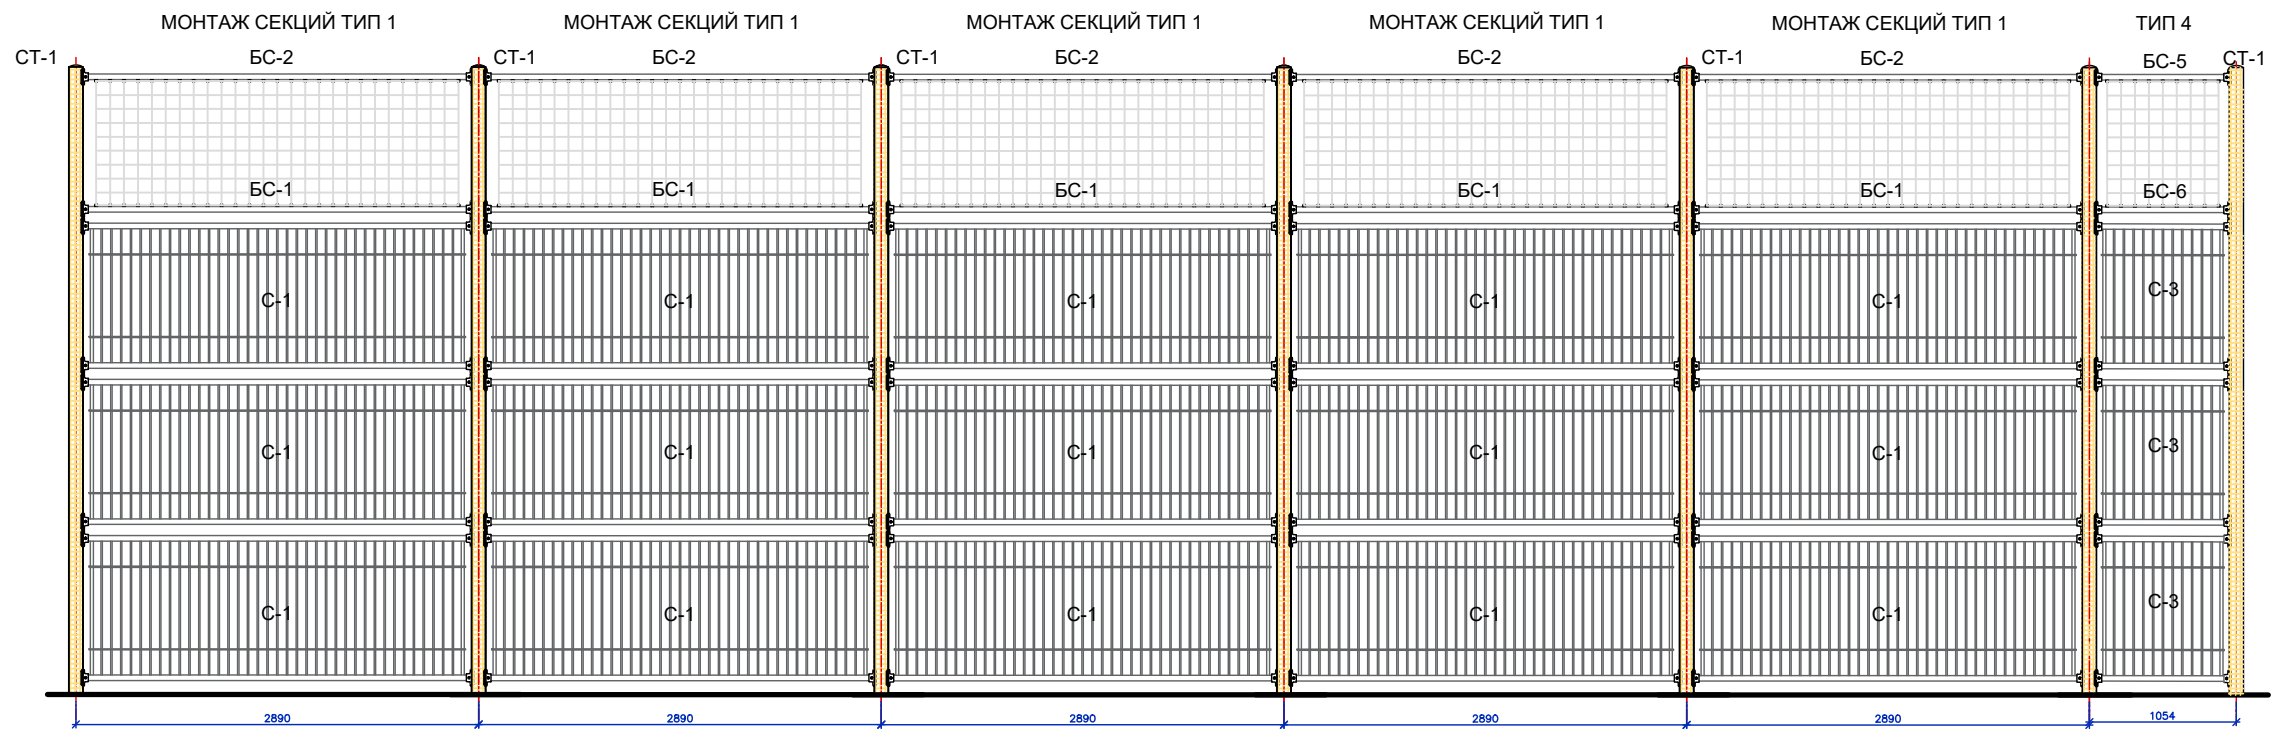 МОНТАЖ СЕКЦИЙ ТИП 1 МОНТАЖ СЕКЦИЙ ТИП 1 МОНТАЖ СЕКЦИЙ ТИП 1 МОНТАЖ СЕКЦИЙ ТИП 1 МОНТАЖ СЕКЦИЙ ТИП 1 ТИП 4
СТ-1 БС-2 СТ-1 БС-2 СТ-1 БС-2 БС-2 СТ-1 БС-2 БС-5 СТ-1
БС-1 БС-1 БС-1 БС-1 БС-1 БС-6
С-1 С-1 С-1 С-1 С-1 С-3
С-1 С-1 С-1 С-1 С-1 С-3
С-1 С-1 С-1 С-1 С-1 С-3
2890 2890 2890 2890 2890 1054